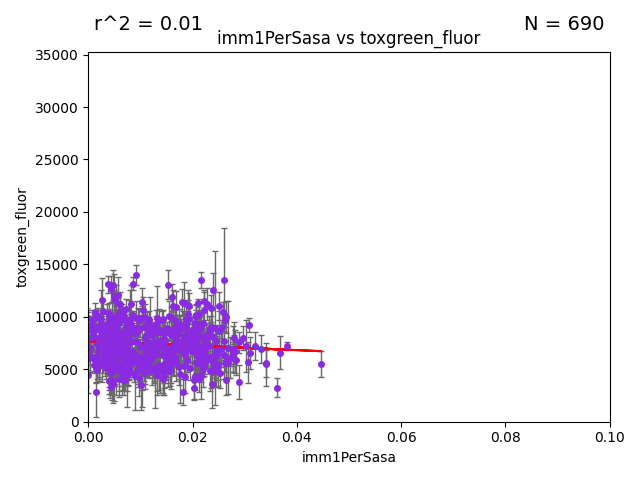 r^2 = 0.01
N = 690
imm1PerSasa vs toxgreen_fluor
35000
30000
25000
20000
15000
10000
5000
0
toxgreen_fluor
0.00 0.02 0.04 0.06 0.08 0.10
imm1PerSasa